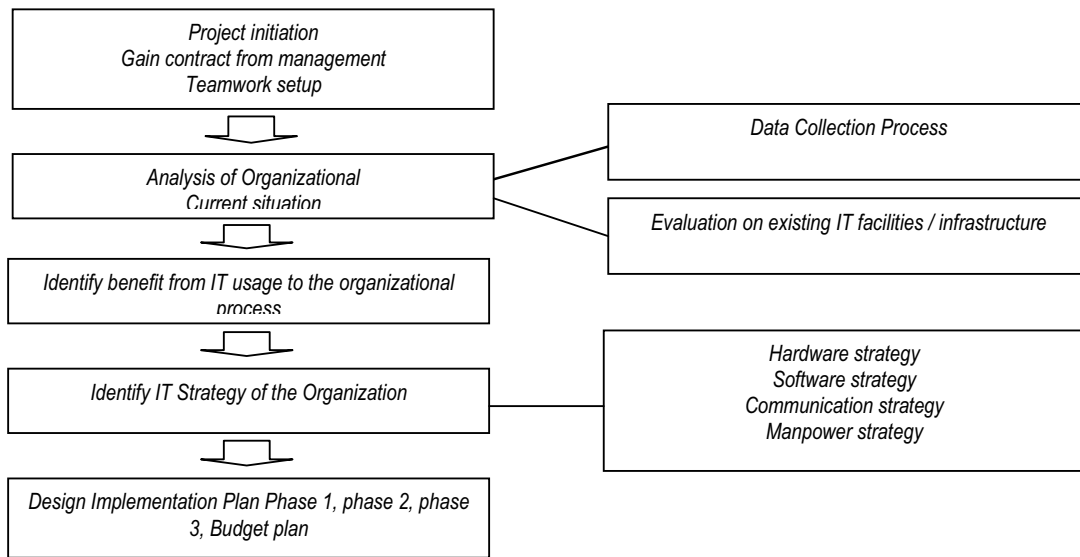 Project initiation
Gain contract from management
Teamwork setup
Data Collection Process
Analysis of Organizational
Current situation
Evaluation on existing IT facilities / infrastructure
Identify benefit from IT usage to the organizational
process
Hardware strategy
Software strategy
Communication strategy
Manpower strategy
Identify IT Strategy of the Organization
Design Implementation Plan Phase 1, phase 2, phase
3, Budget plan